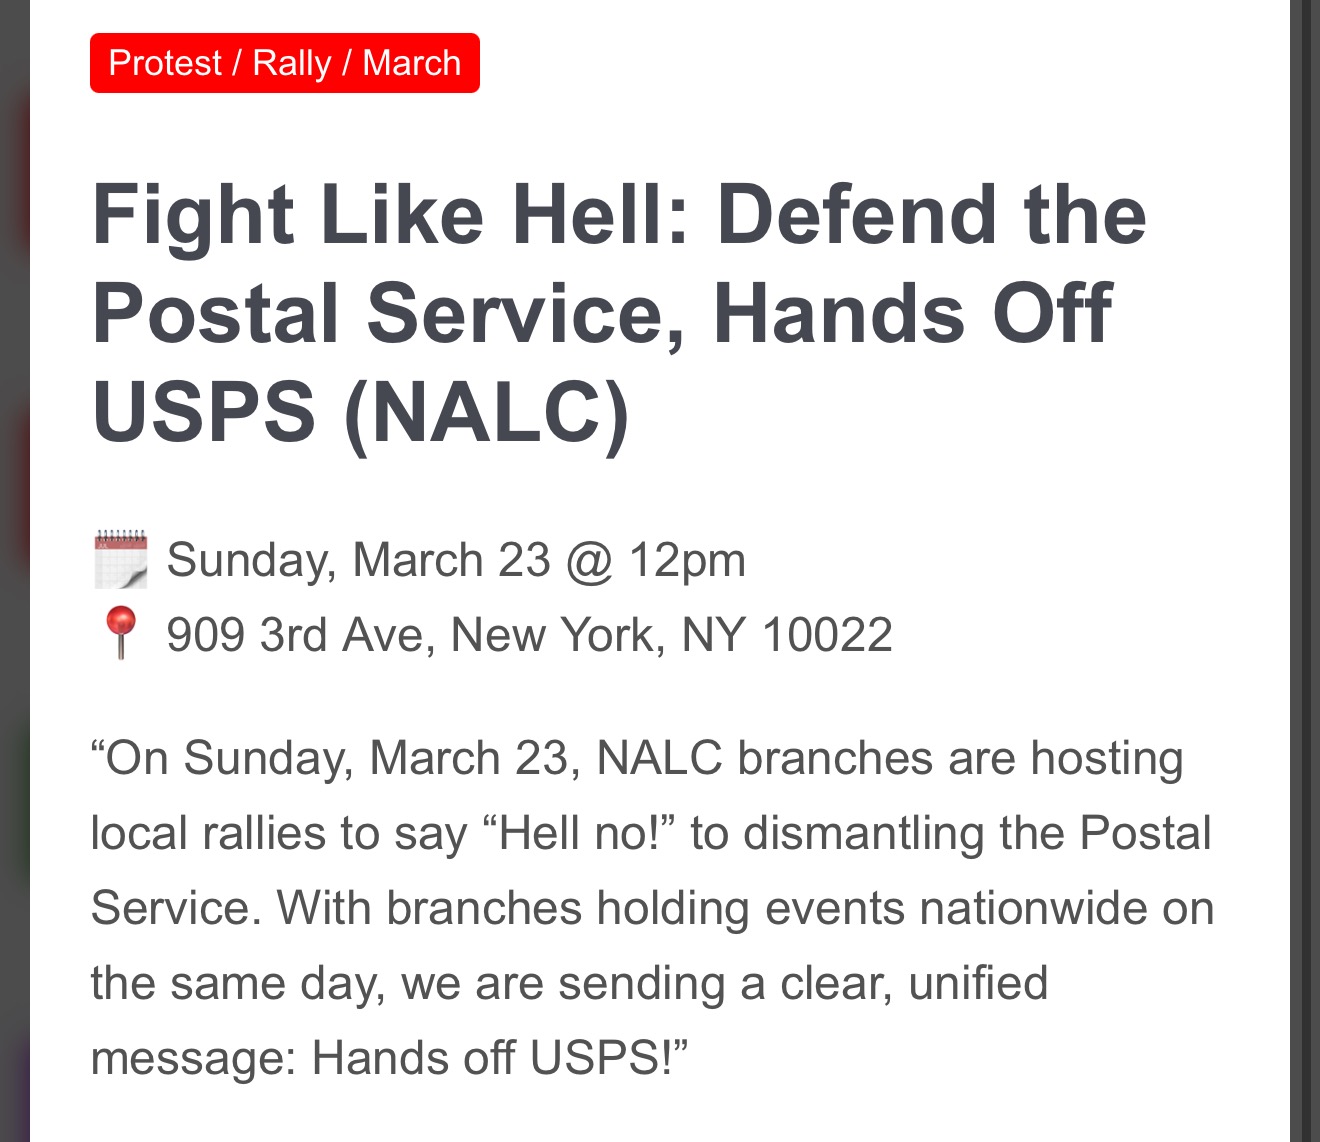 Protest / Rally / March
Fight Like Hell: Defend the
Postal Service, Hands Off
USPS (NALC)
Sunday, March 23 @ 12pm
909 3rd Ave, New York, NY 10022
“On Sunday, March 23, NALC branches are hosting
local rallies to say “Hell no!” to dismantling the Postal
Service. With branches holding events nationwide on
the same day, we are sending a clear, unified
message: Hands off USPS!”